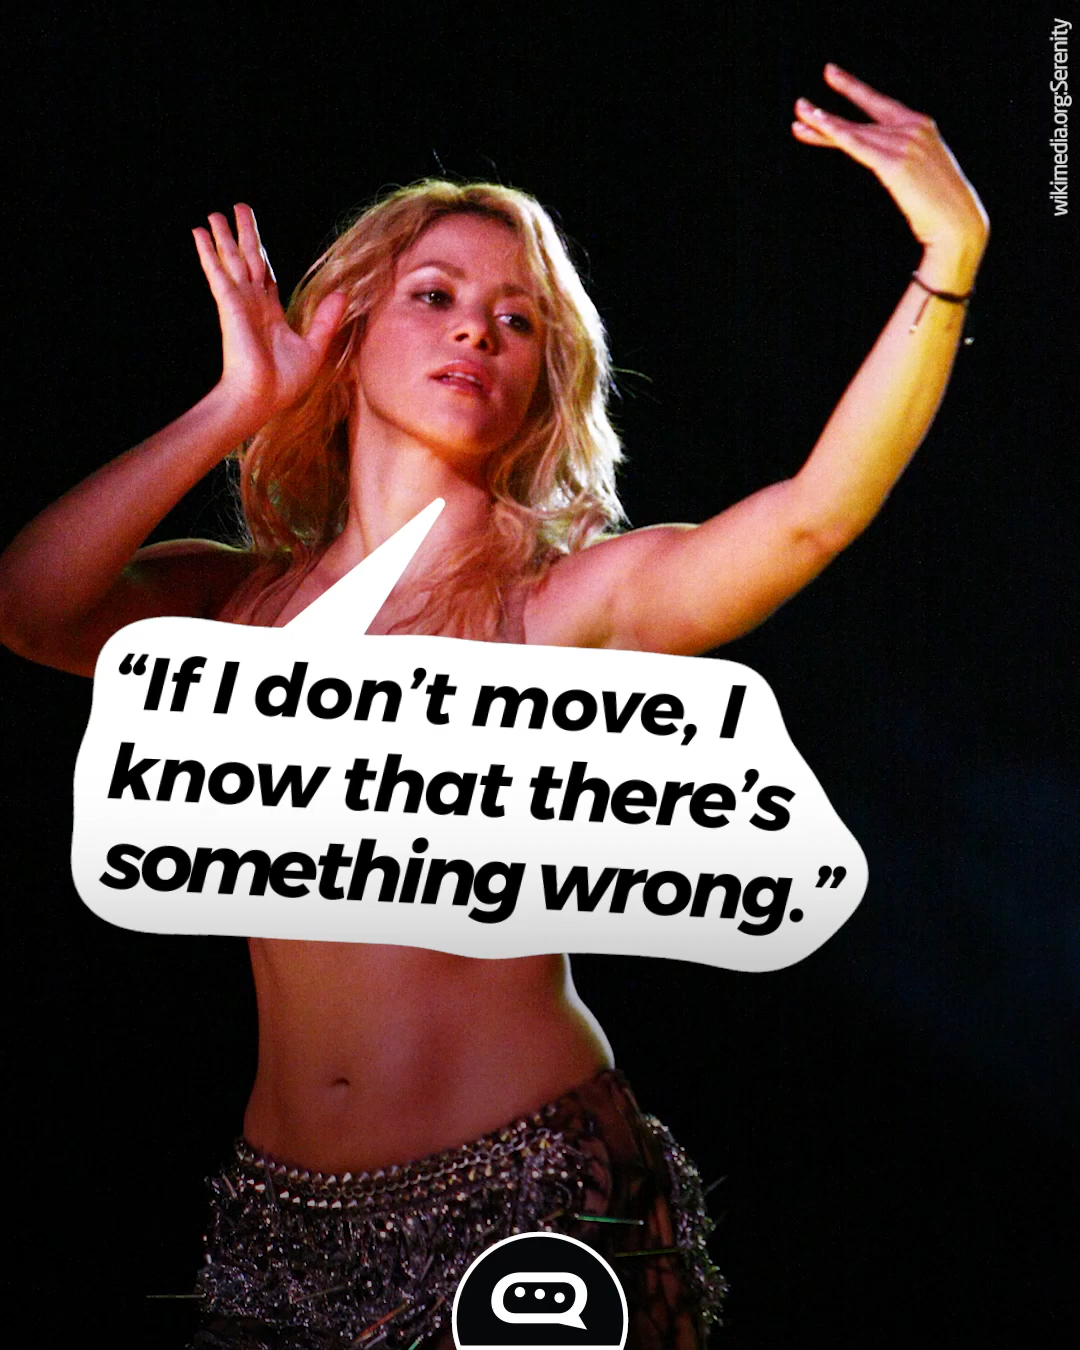 wikimedia.org:Serenity
“If I don’t move, I
know that there’s
something wrong.”